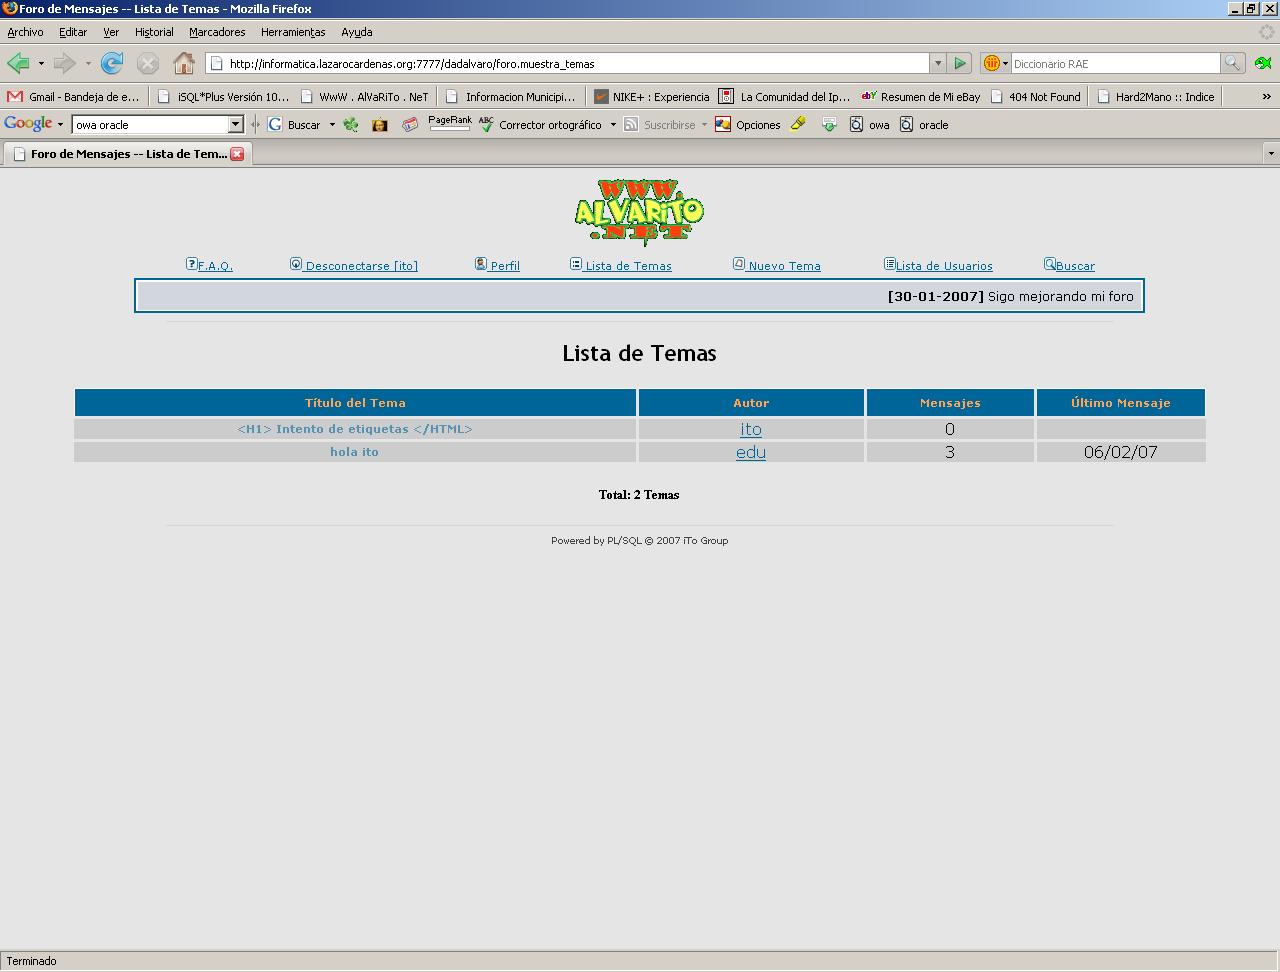 Foro de Mensajes -- Lista de Temas - Mozilla Firefox
Archivo Editar Ver Historial Marcadores Herramientas Ayuda
http://informatica.lazarocardenas.org:7777/dadalvaro/foro.muestra_temas Diccionario RAE
Gmail - Bandeja de e... iSQL*Plus Versión 10... WwW . AlVaRiTo . NeT Informacion Municipi... NIKE+ : Experiencia La Comunidad del Ip... Resumen de Mi eBay 404 Not Found Hard2Mano :: Indice »
Google owa oracle Buscar PageRank Corrector ortográfico Suscribirse Opciones owa oracle
Foro de Mensajes -- Lista de Tem...
WWW.
ALVARiTO
.NET
F.A.Q. Desconectarse [ito] Perfil Lista de Temas Nuevo Tema Lista de Usuarios Buscar
[30-01-2007] Sigo mejorando mi foro
Lista de Temas
Título del Tema Autor Mensajes Último Mensaje
<H1> Intento de etiquetas </HTML> ito 0
hola ito edu 3 06/02/07
Total: 2 Temas
Powered by PL/SQL @ 2007 iTo Group
Terminado